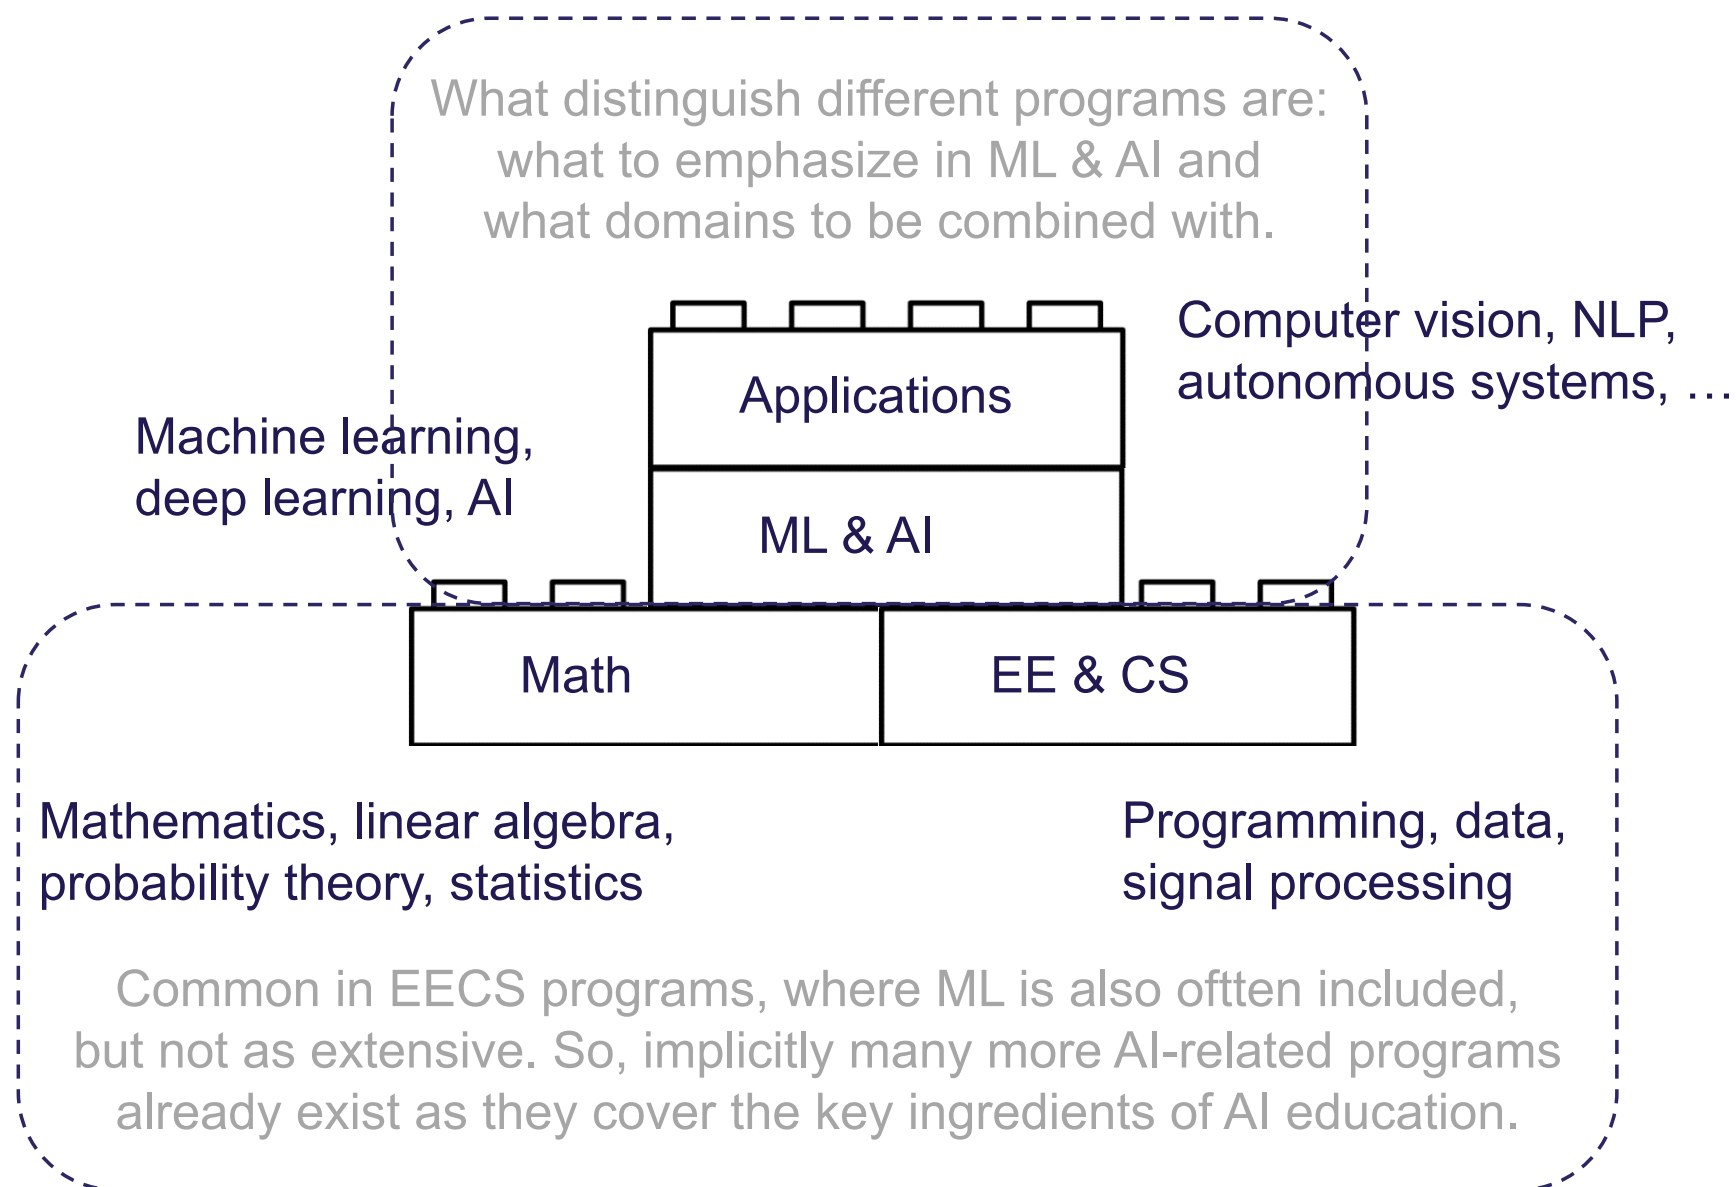 What distinguish different programs are:
what to emphasize in ML & AI and
what domains to be combined with.
Computer vision, NLP,
autonomous systems, …
Applications
Machine learning,
deep learning, AI
ML & AI
Math
EE & CS
Mathematics, linear algebra,
probability theory, statistics
Programming, data,
signal processing
Common in EECS programs, where ML is also oftten included,
but not as extensive. So, implicitly many more AI-related programs
already exist as they cover the key ingredients of AI education.